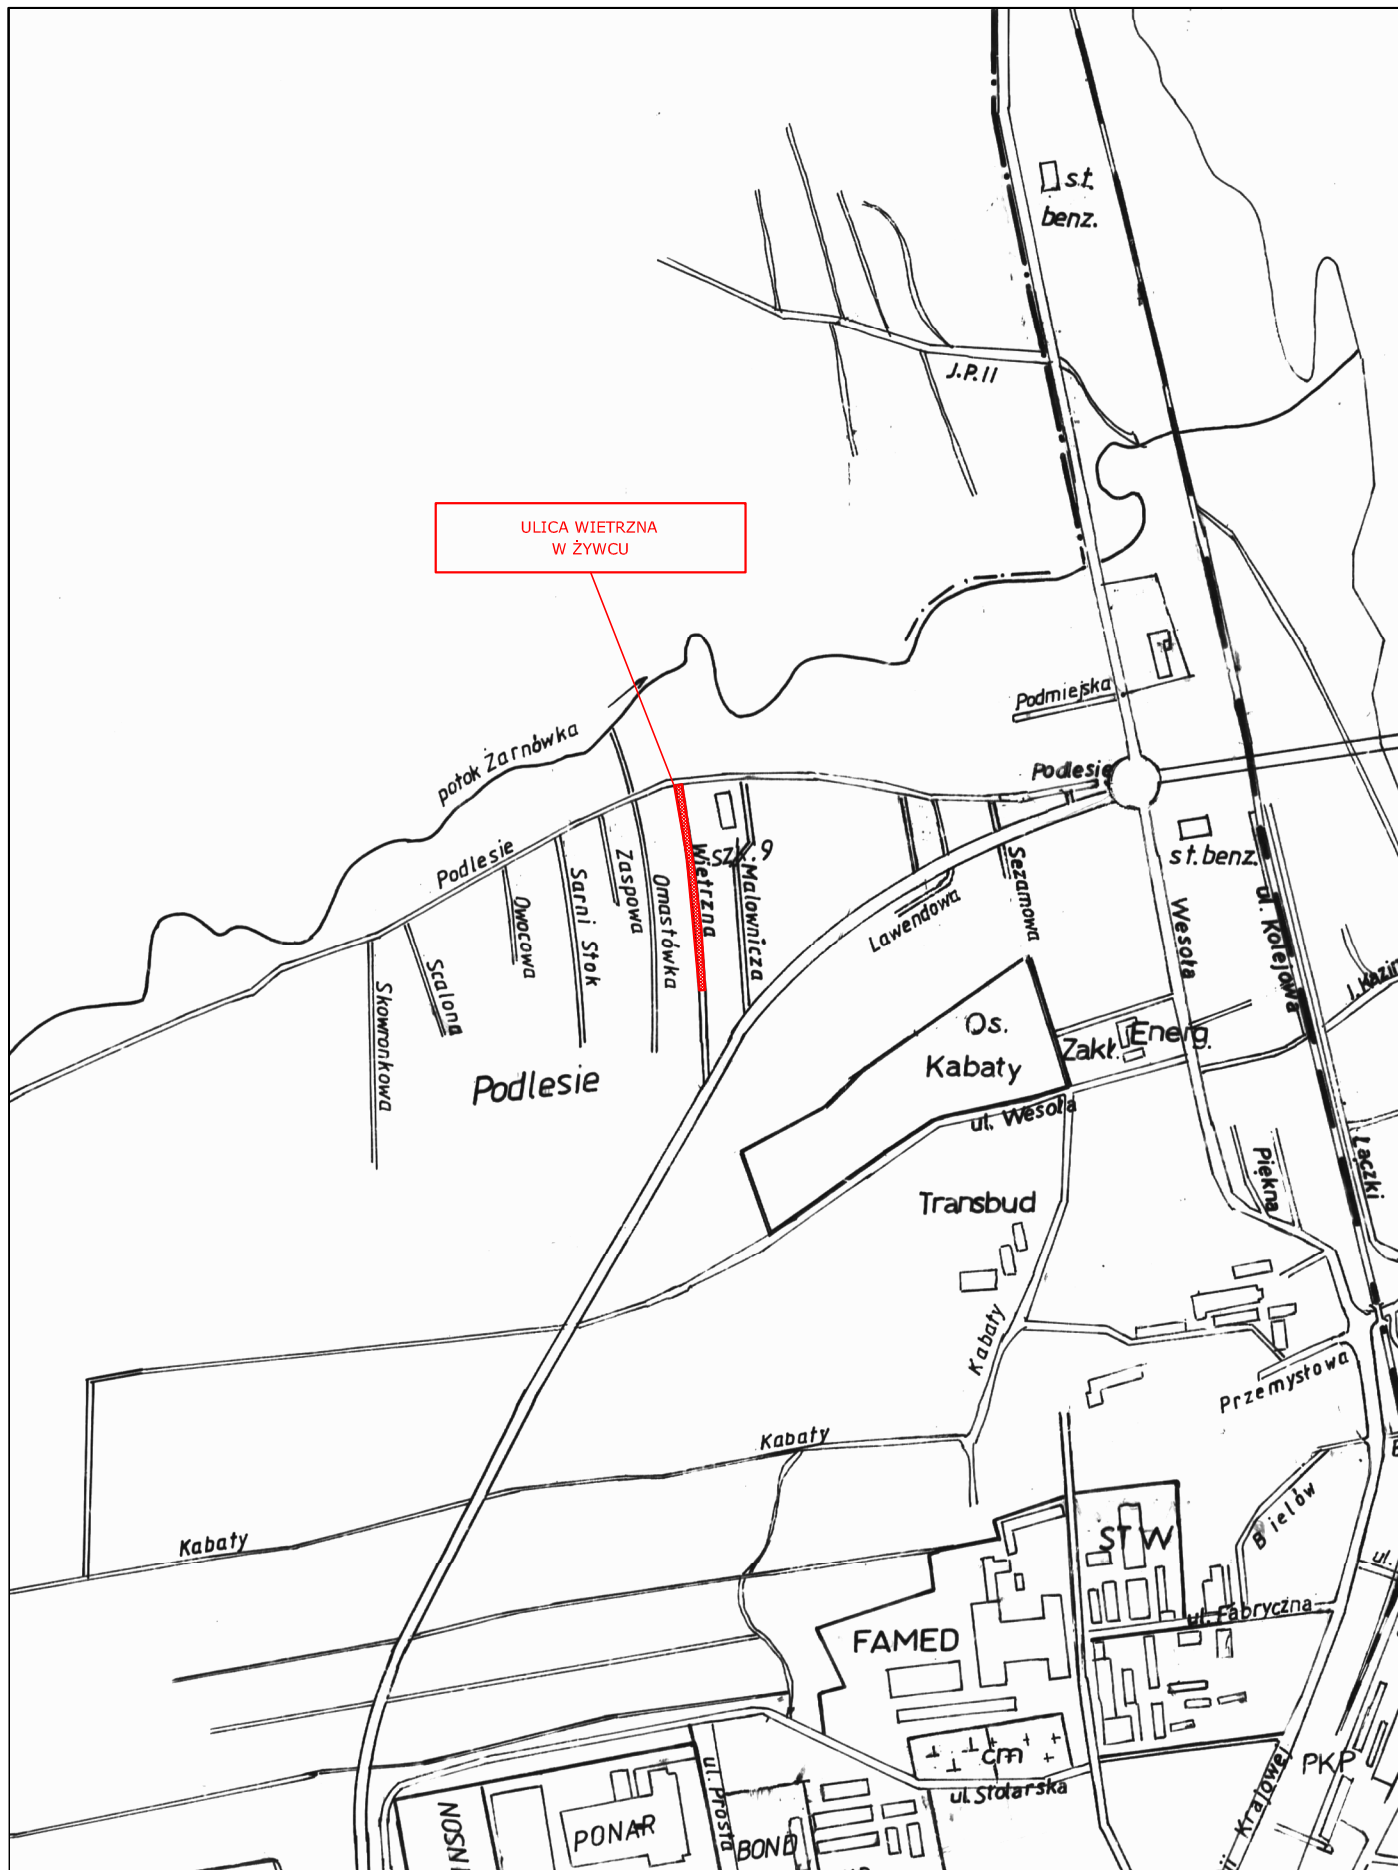 st.
benz.
J.P.II
ULICA WIETRZNA
W ŻYWCU
P
Podmiejska
potok Żarnówka
Podlesie
st.benz.
Podlesie
Wietrzna
SZK.9
Malownicza
Sezamowa
Lawendowa
Wesoła
ul. Kolejowa
Zaspowa
Omastówka
Sarni Stok
Owocowa
Scalona
Skowronkowa
Podlesie
Os.
Kabaty
Zakł. Energ.
ul. Wesoła
Piękna
Łączki
Transbud
Kabaty
Przemysłowa
Kabaty
Kabaty
Bielów
STW
ul.
ul. Fabryczna
FAMED
cm
ul. Stolarska
ul. Prosta
PONAR
BOND
Krajowej
PKP